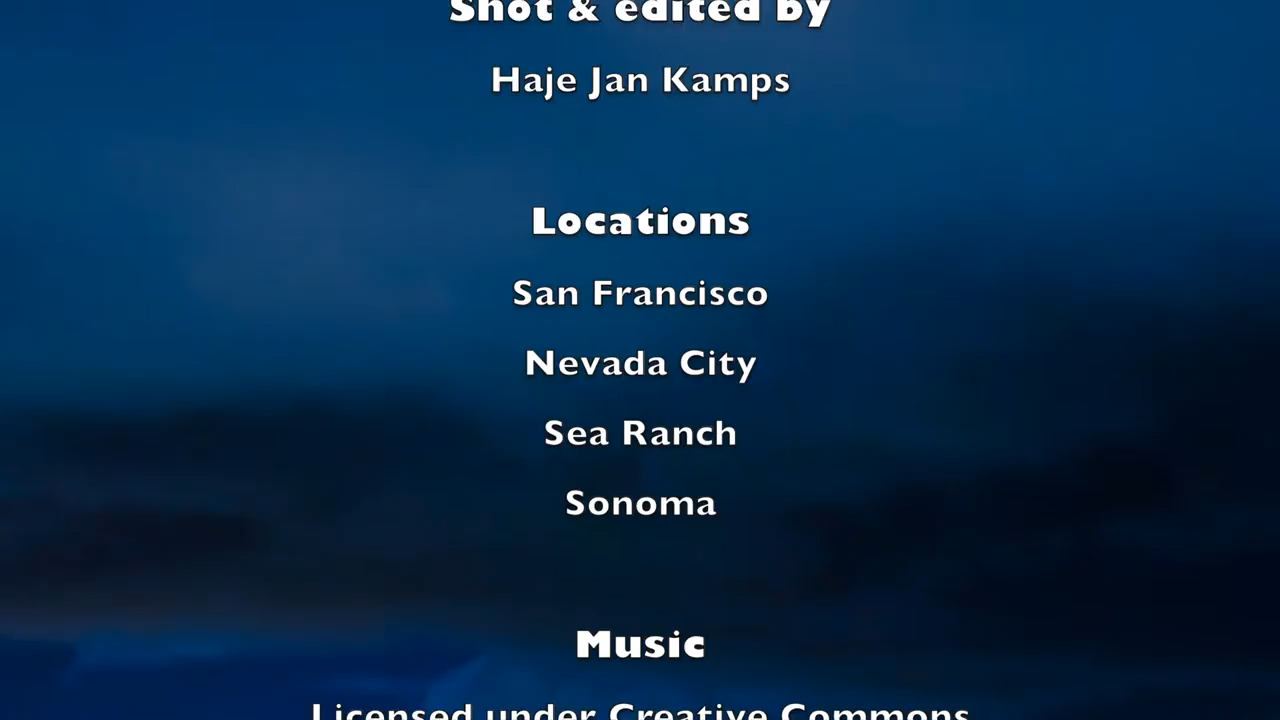 Shot & edited by
Haje Jan Kamps
Locations
San Francisco
Nevada City
Sea Ranch
Sonoma
Music
Licensed under Creative Commons